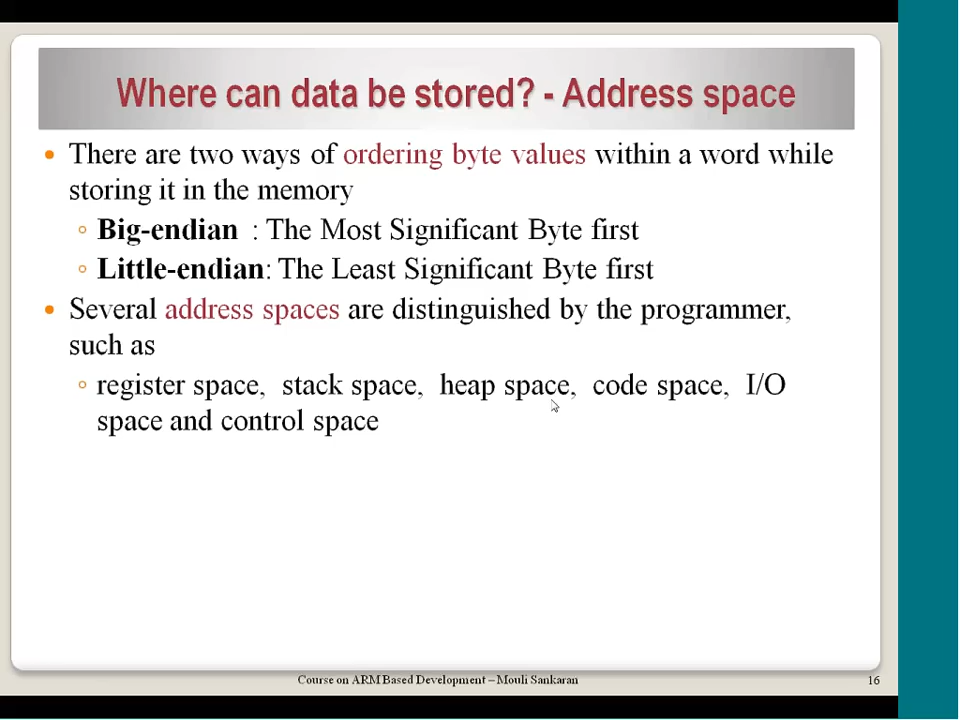 Where can data be stored? - Address space
• There are two ways of ordering byte values within a word while
storing it in the memory
◦ Big-endian : The Most Significant Byte first
◦ Little-endian: The Least Significant Byte first
• Several address spaces are distinguished by the programmer,
such as
◦ register space, stack space, heap space, code space, I/O
space and control space
Course on ARM Based Development – Mouli Sankaran
16